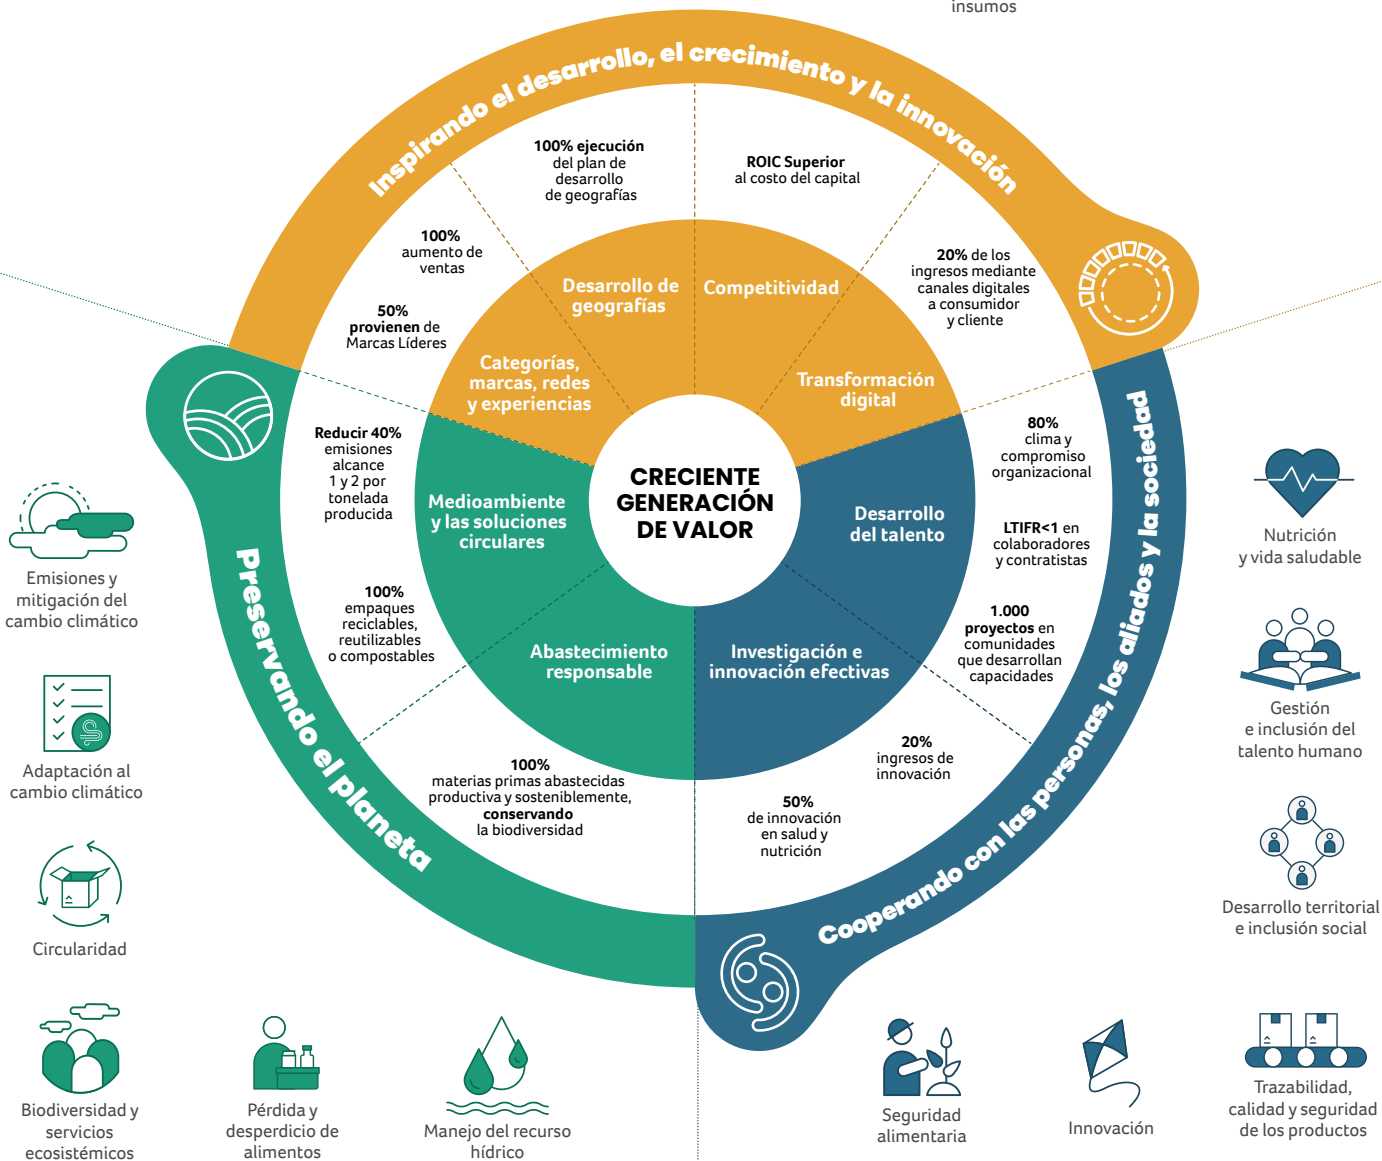 insumos
Inspirando el desarrollo, el crecimiento y la innovación
100% ejecución
del plan de
desarrollo
de geografías
ROIC Superior
al costo del capital
100%
aumento de
ventas
50%
provienen de
Marcas Líderes
20% de los
ingresos mediante
canales digitales
a consumidor
y cliente
Desarrollo de
geografías
Competitividad
Categorías,
marcas, redes
y experiencias
Transformación
digital
CRECIENTE
GENERACIÓN
DE VALOR
Preservando el planeta
Reducir 40%
emisiones
alcance
1 y 2 por
tonelada
producida
100%
empaques
reciclables,
reutilizables
o compostables
Medioambiente
y las soluciones
circulares
Abastecimiento
responsable
100%
materias primas abastecidas
productiva y sosteniblemente,
conservando
la biodiversidad
Cooperando con las personas, los aliados y la sociedad
Desarrollo
del talento
Investigación e
innovación efectivas
80%
clima y
compromiso
organizacional
LTIFR<1 en
colaboradores
y contratistas
1.000
proyectos en
comunidades
que desarrollan
capacidades
20%
ingresos de
innovación
50%
de innovación
en salud y
nutrición
Emisiones y
mitigación del
cambio climático
Adaptación al
cambio climático
Circularidad
Biodiversidad y
servicios
ecosistémicos
Pérdida y
desperdicio de
alimentos
Manejo del recurso
hídrico
Nutrición
y vida saludable
Gestión
e inclusión del
talento humano
Desarrollo territorial
e inclusión social
Seguridad
alimentaria
Innovación
Trazabilidad,
calidad y seguridad
de los productos